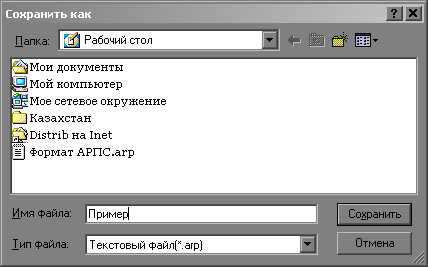 Сохранить как
Папка: Рабочий стол
Мои документы
Мой компьютер
Мое сетевое окружение
Казахстан
Distrib на Inet
Формат АРПС.arp
Имя файла: Пример Сохранить
Тип файла: Текстовый файл(*.arp) Отмена